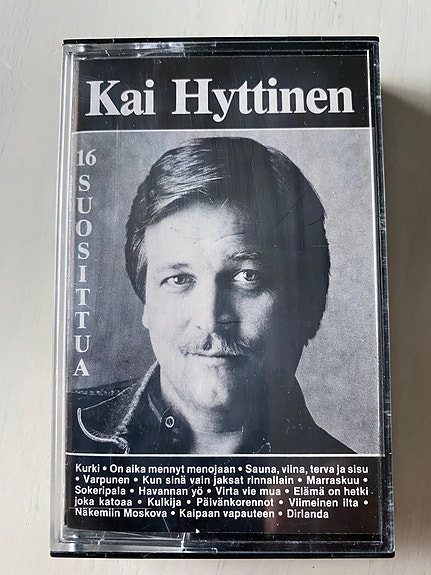 Kai Hyttinen
16 SUOSITTUA
Kurki • On aika mennyt menojaan • Sauna, viina, terva ja sisu
• Varpunen • Kun sinä vain jaksat rinnallain • Marraskuu •
Sokeripala • Havannan yö • Virta vie mua • Elämä on hetki
joka katoaa • Kulkija • Päivänkorennot • Viimeinen ilta •
Näkemiin Moskova • Kaipaan vapauteen • Dirlanda